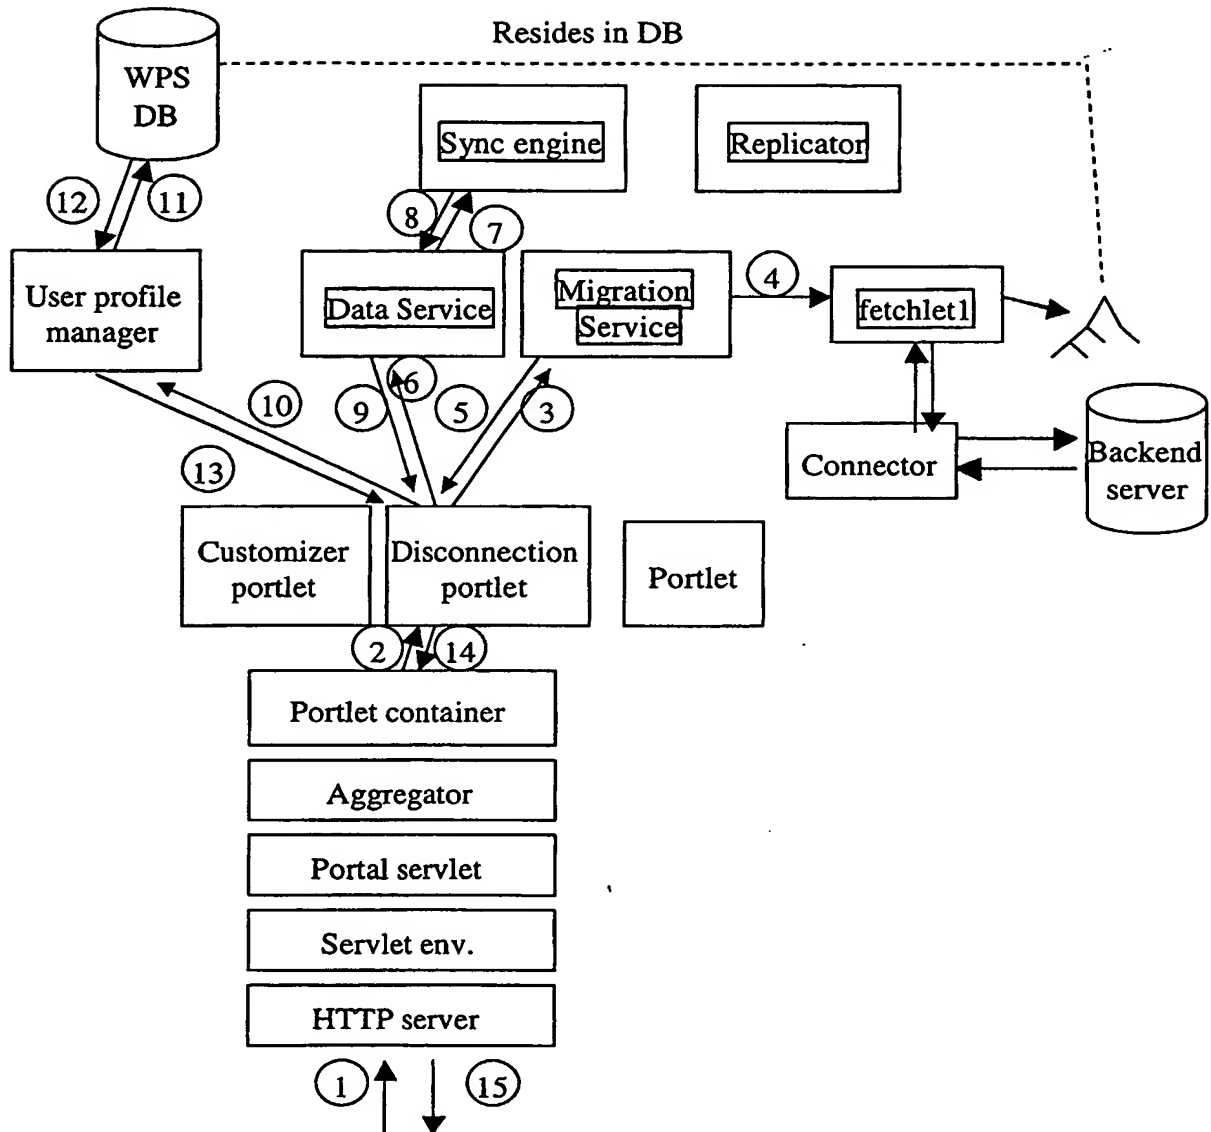 Resides in DB
WPS
DB
Sync engine
Replicator
12
11
8
7
User profile
manager
Data Service
Migration
Service
4
fetchlet1
10
9
6
5
3
13
Connector
Backend
server
Customizer
portlet
Disconnection
portlet
Portlet
2
14
Portlet container
Aggregator
Portal servlet
Servlet env.
HTTP server
1
15